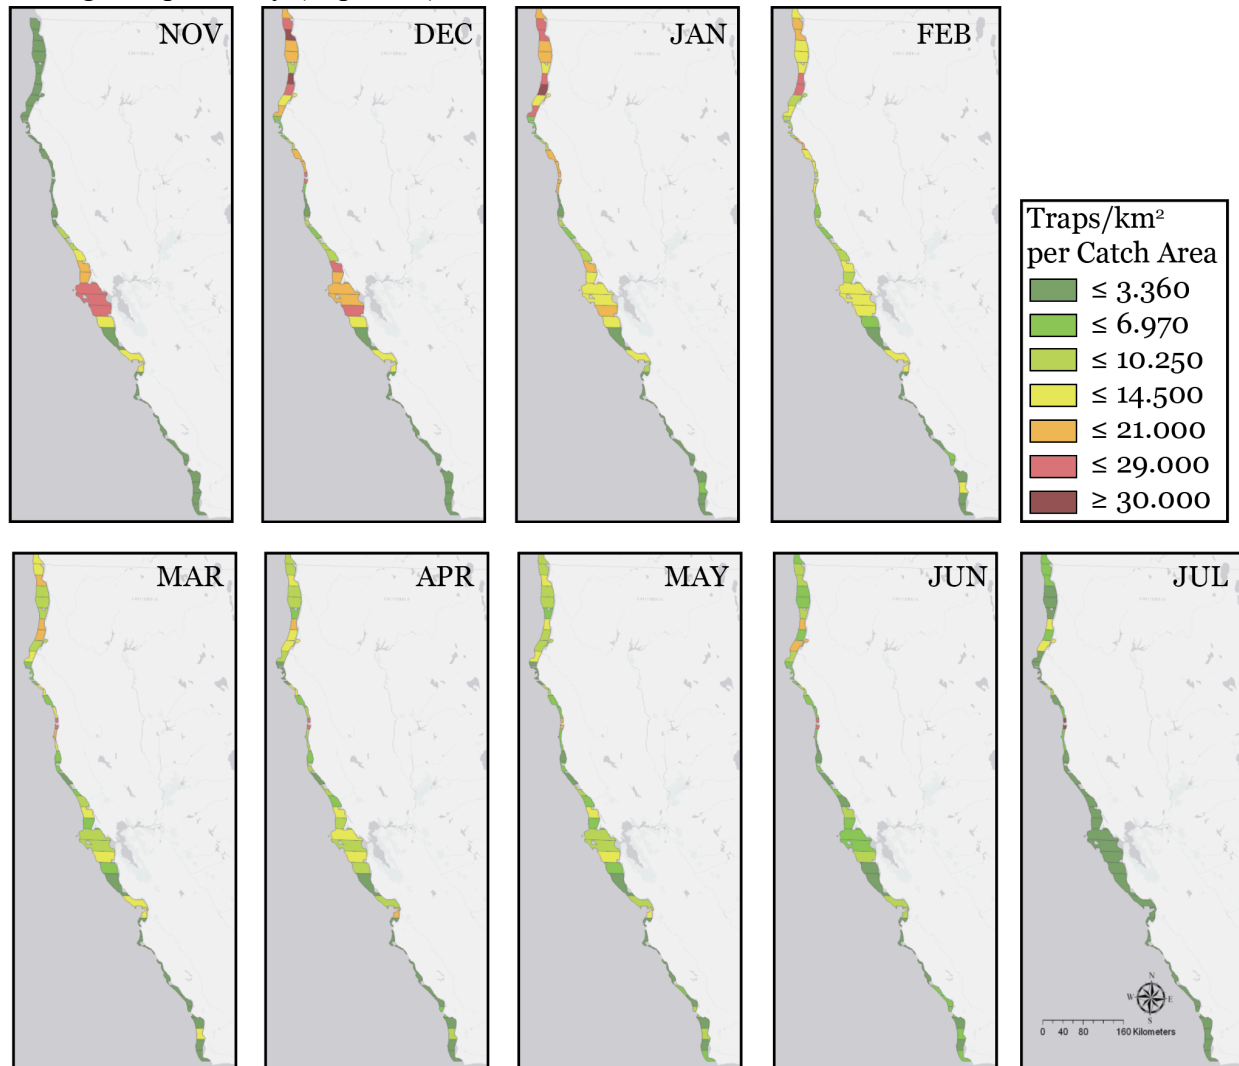 NOV
DEC
JAN
FEB
Traps/km²
per Catch Area
≤ 3.360
≤ 6.970
≤ 10.250
≤ 14.500
≤ 21.000
≤ 29.000
≥ 30.000
MAR
APR
MAY
JUN
JUL
N
W E
S
0 40 80 160 Kilometers